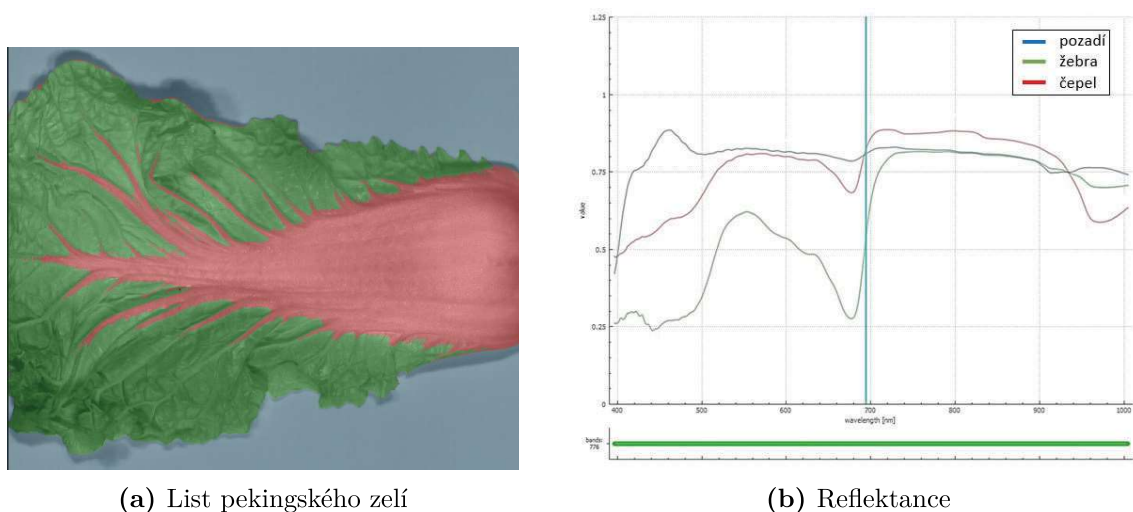 1.25
1
0.75
0.5
0.25
0
value
400
500
600
700
800
900
1000
wavelength [nm]
bands:
776
pozadí
žebra
čepel
(a) List pekingského zelí
(b) Reflektance